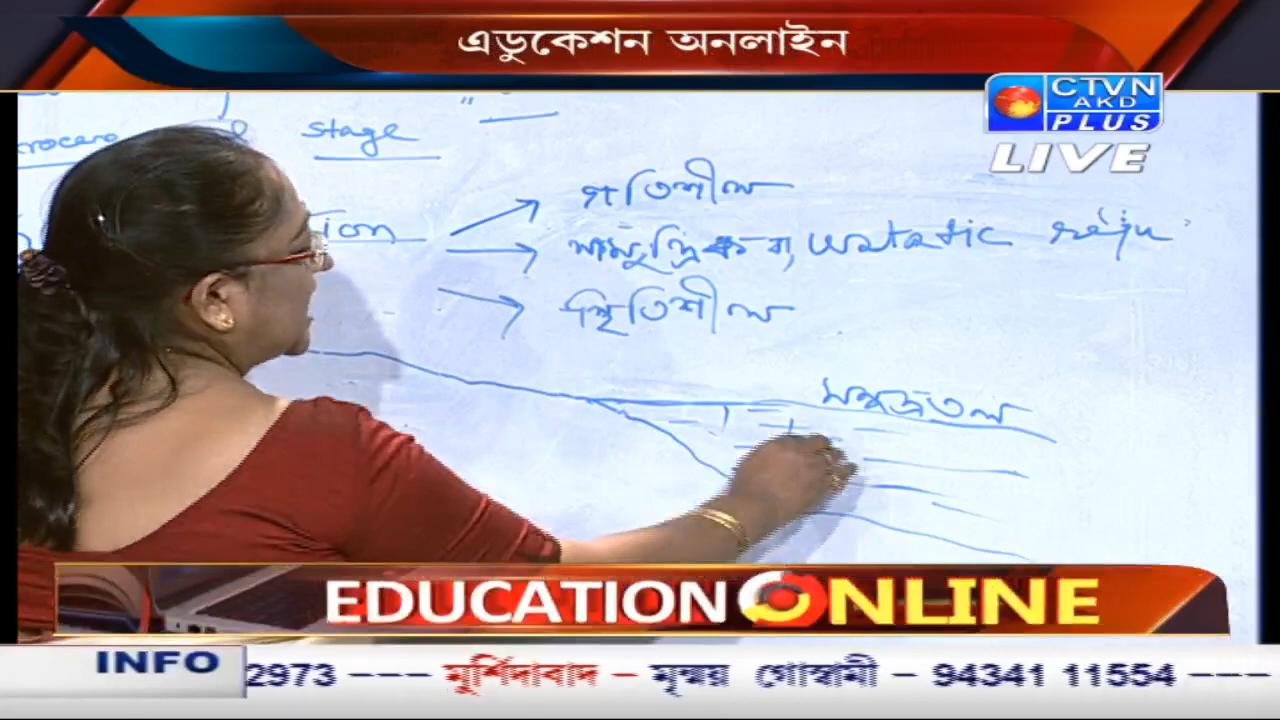 এডুকেশন অনলাইন
CTVN
AKD
PLUS
LIVE
stage
গতিশীল
সামুদ্রিক বা,
স্থিতিশীল
সমুদ্রতল
EDUCATION ONLINE
INFO 2973 ---- মুর্শিদাবাদ - মৃন্ময় গোস্বামী - 94341 11554 ---